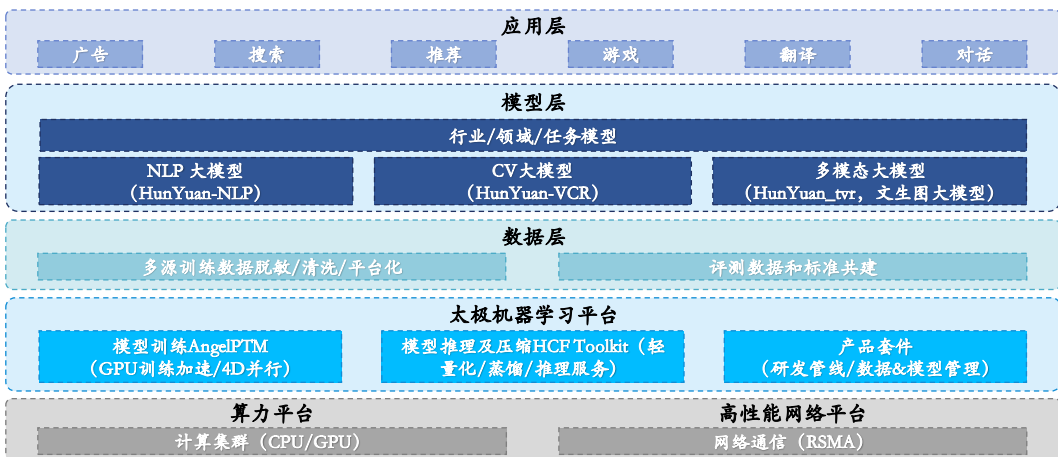 应用层
广告 搜索 推荐 游戏 翻译 对话
模型层
行业/领域/任务模型
NLP 大模型 CV大模型 多模态大模型
（HunYuan-NLP） （HunYuan-VCR） （HunYuan_tvr，文生图大模型）
数据层
多源训练数据脱敏/清洗/平台化 评测数据和标准共建
太极机器学习平台
模型训练AngelPTM 模型推理及压缩HCF Toolkit（轻 产品套件
（GPU训练加速/4D并行） 量化/蒸馏/推理服务） （研发管线/数据&模型管理）
算力平台 高性能网络平台
计算集群（CPU/GPU） 网络通信（RSMA）